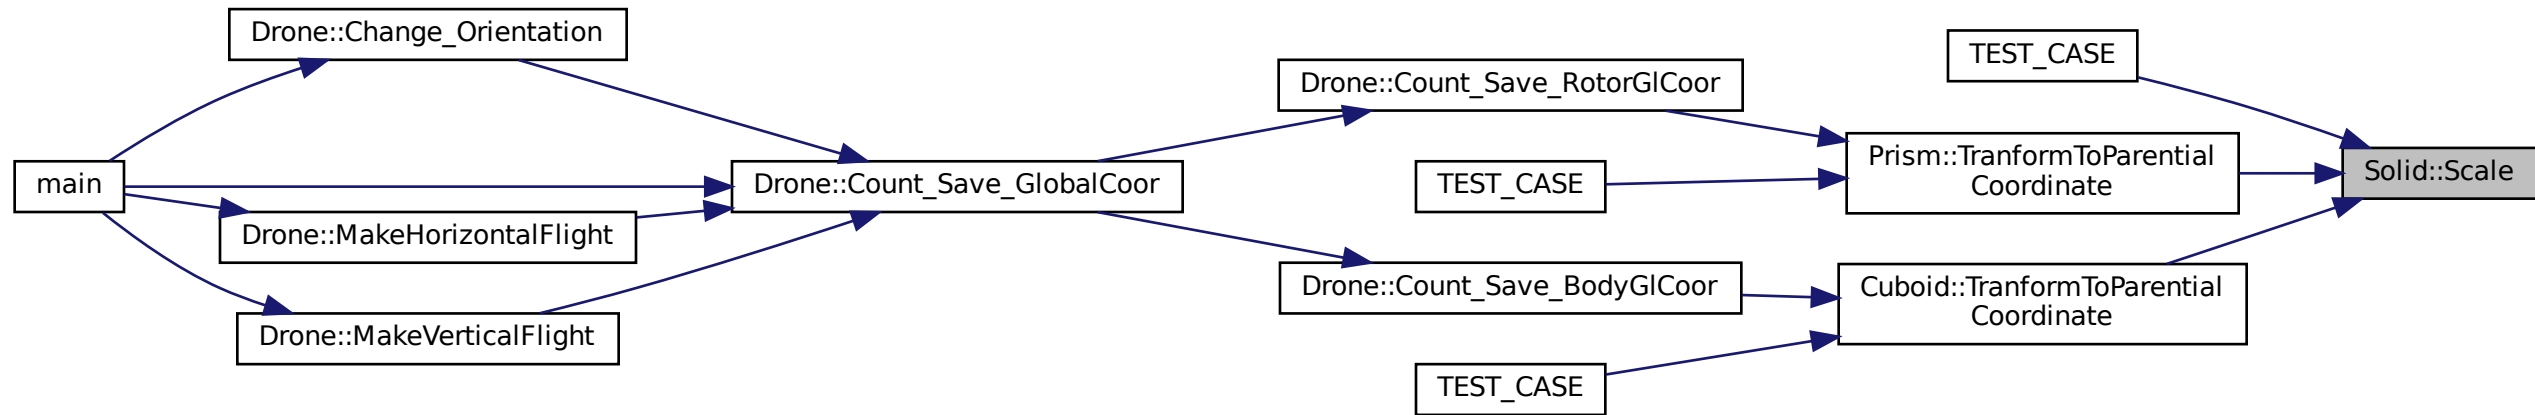 Drone::Change_Orientation
main
Drone::MakeHorizontalFlight
Drone::MakeVerticalFlight
Drone::Count_Save_GlobalCoor
Drone::Count_Save_RotorGlCoor
TEST_CASE
Drone::Count_Save_BodyGlCoor
TEST_CASE
TEST_CASE
Prism::TranformToParential
Coordinate
Cuboid::TranformToParential
Coordinate
Solid::Scale